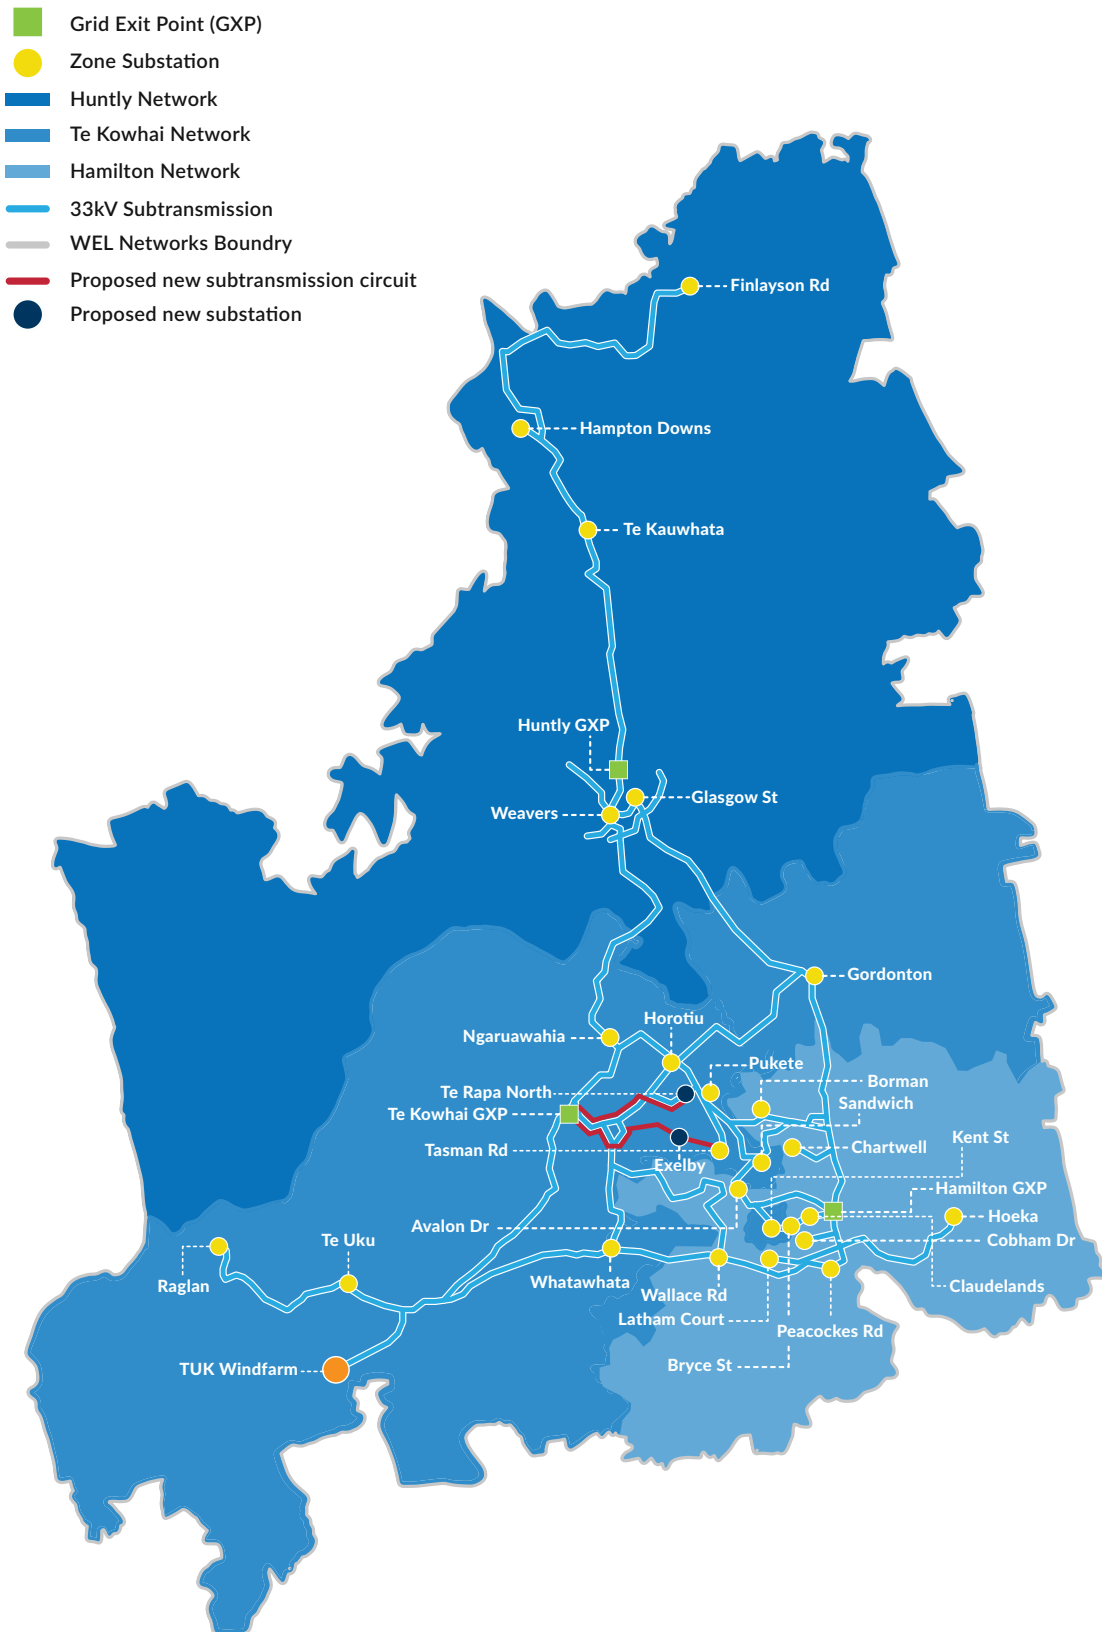 Grid Exit Point (GXP)
Zone Substation
Huntly Network
Te Kowhai Network
Hamilton Network
33kV Subtransmission
WEL Networks Boundry
Proposed new subtransmission circuit
Proposed new substation
Finlayson Rd
Hampton Downs
Te Kauwhata
Huntly GXP
Glasgow St
Weavers
Gordonton
Horotiu
Ngaruawahia
Pukete
Te Rapa North
Borman
Sandwich
Te Kowhai GXP
Kent St
Tasman Rd
Chartwell
Exelby
Hamilton GXP
Hoeka
Avalon Dr
Te Uku
Cobham Dr
Raglan
Whatawhata
Claudelands
Wallace Rd
Latham Court
Peacockes Rd
TUK Windfarm
Bryce St